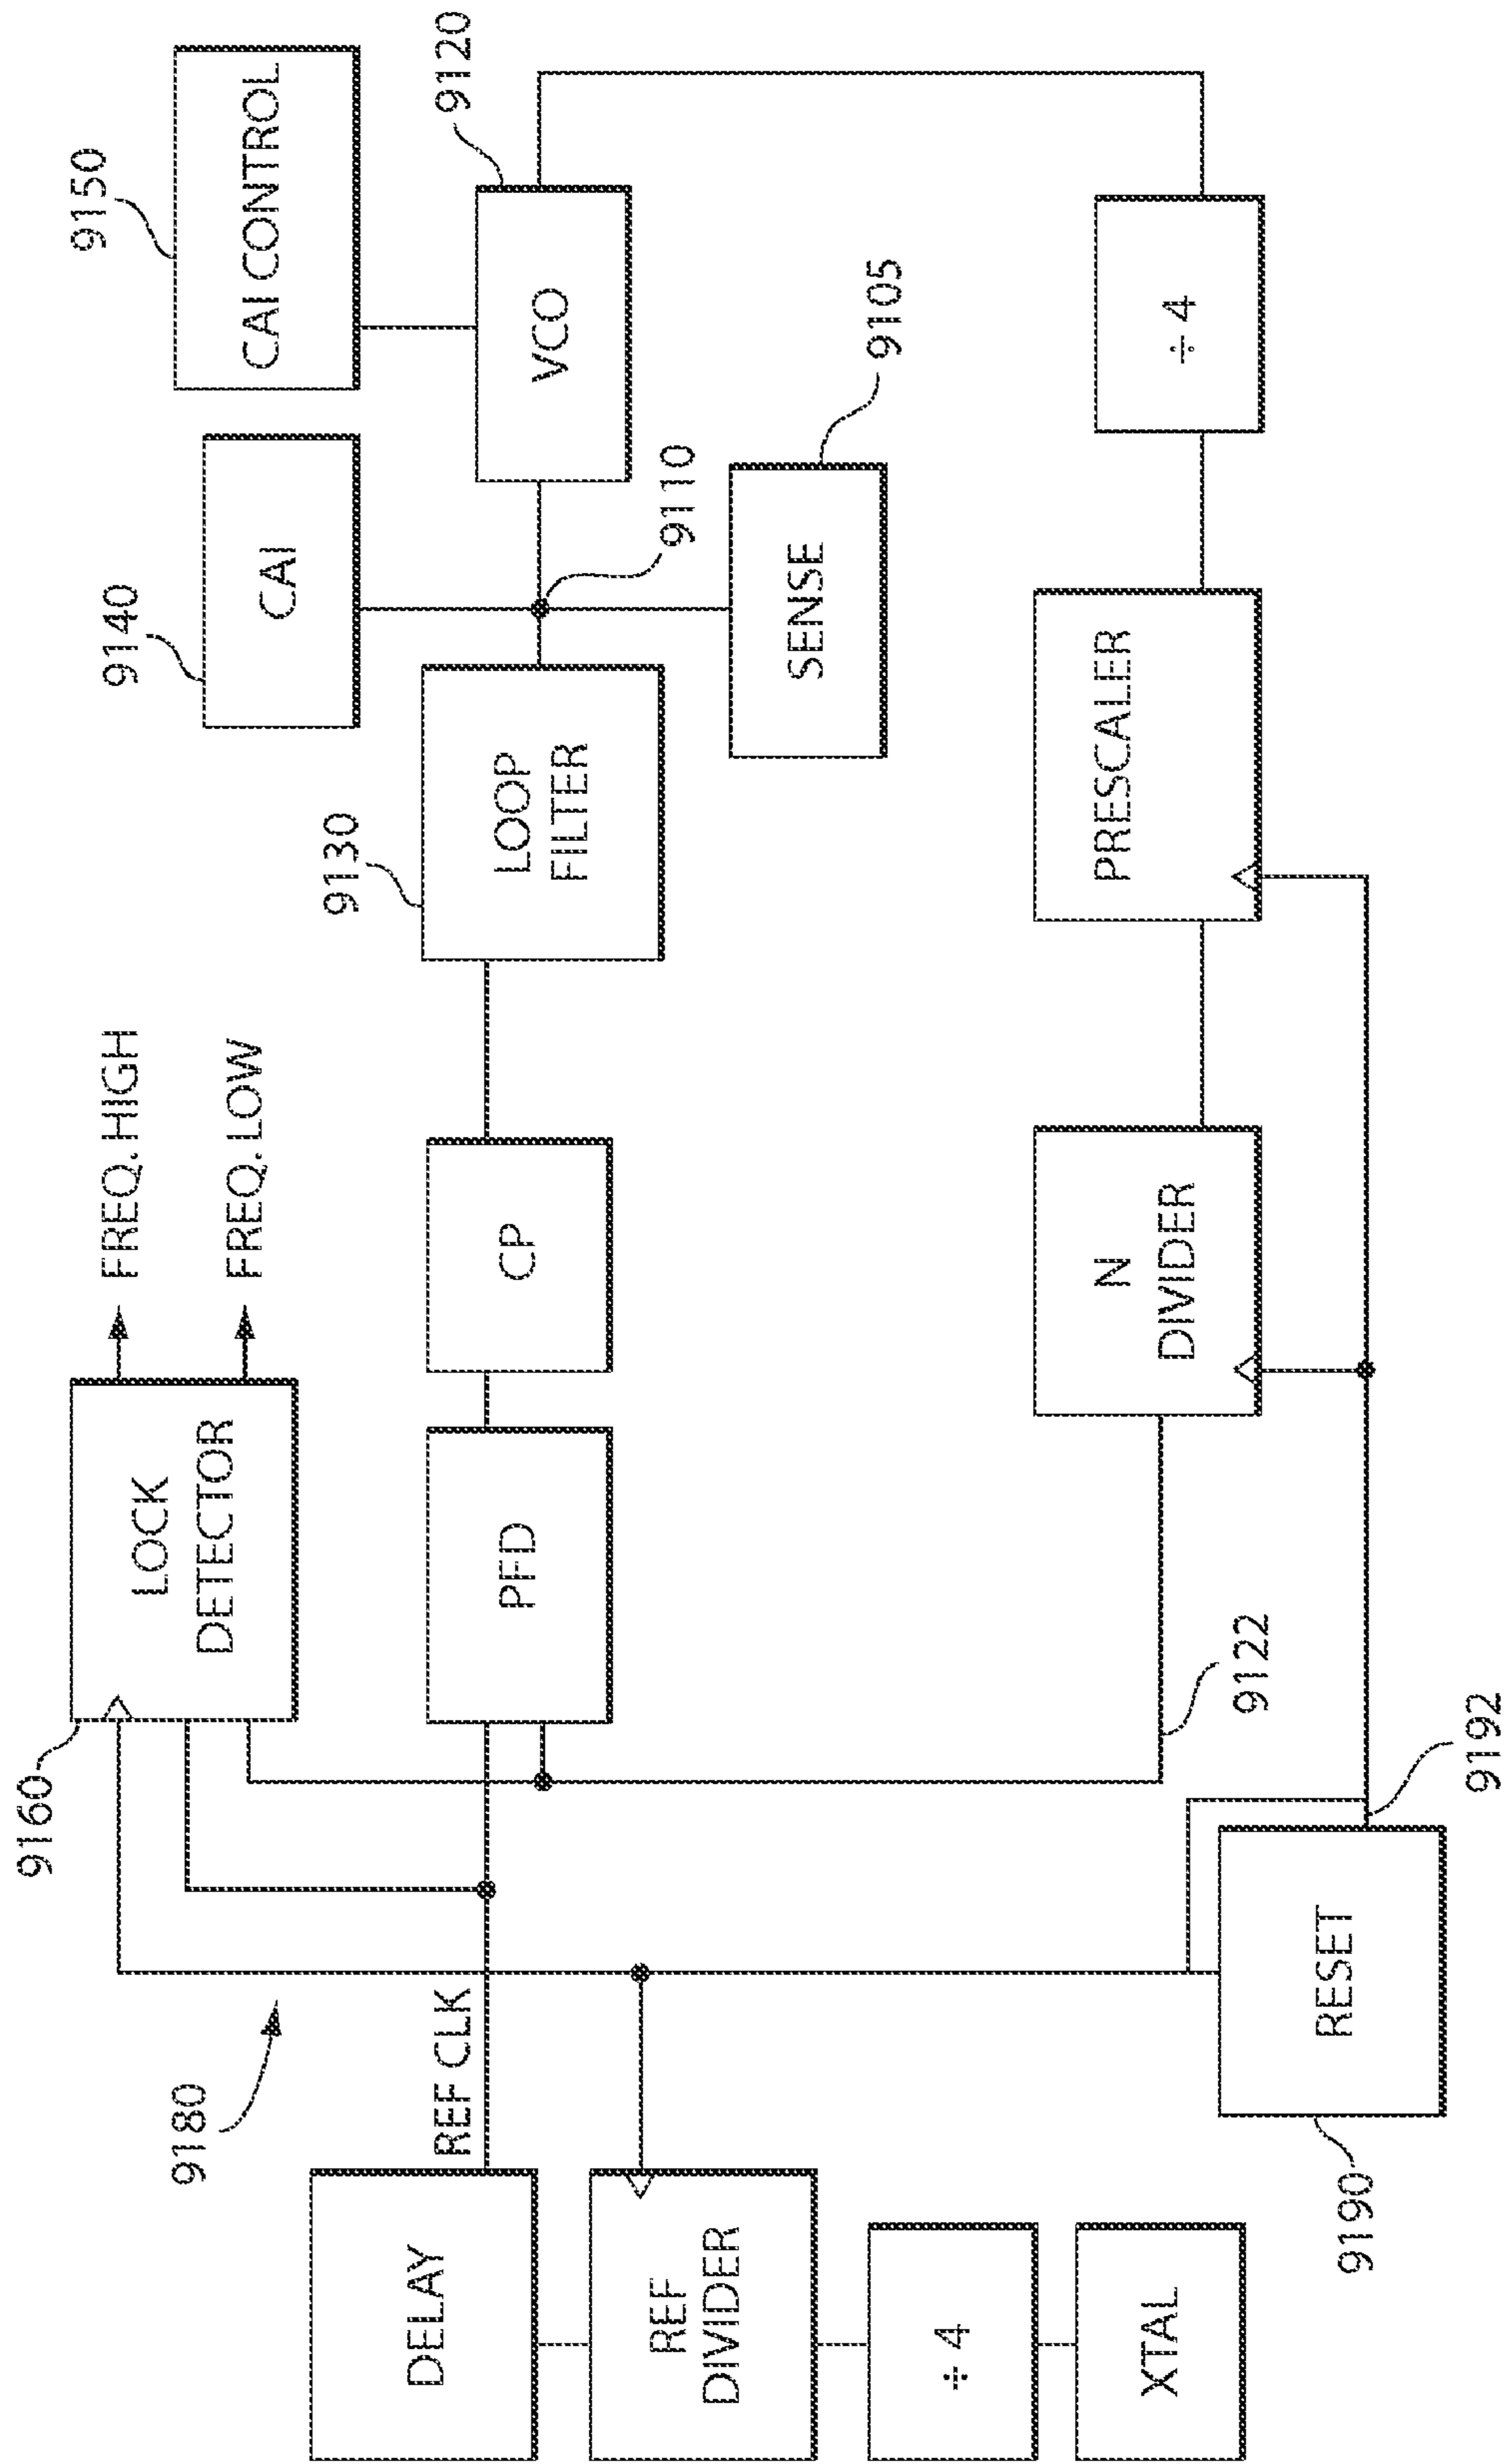 9150
CAI CONTROL
9120
9140
CAI
VCO
9105
9110
÷ 4
SENSE
9130
LOOP
FILTER
PRESCALER
FREQ. HIGH
FREQ. LOW
CP
N
DIVIDER
9160
LOCK
DETECTOR
PFD
9122
9192
9180
REF CLK
RESET
9190
DELAY
REF
DIVIDER
÷ 4
XTAL